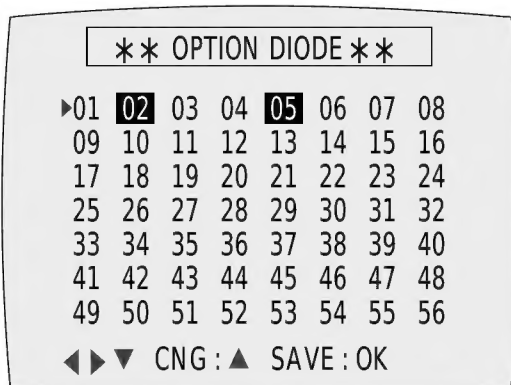 ** OPTION DIODE **
▶01 02 03 04 05 06 07 08
09 10 11 12 13 14 15 16
17 18 19 20 21 22 23 24
25 26 27 28 29 30 31 32
33 34 35 36 37 38 39 40
41 42 43 44 45 46 47 48
49 50 51 52 53 54 55 56
◀▶▼ CNG:▲ SAVE:OK